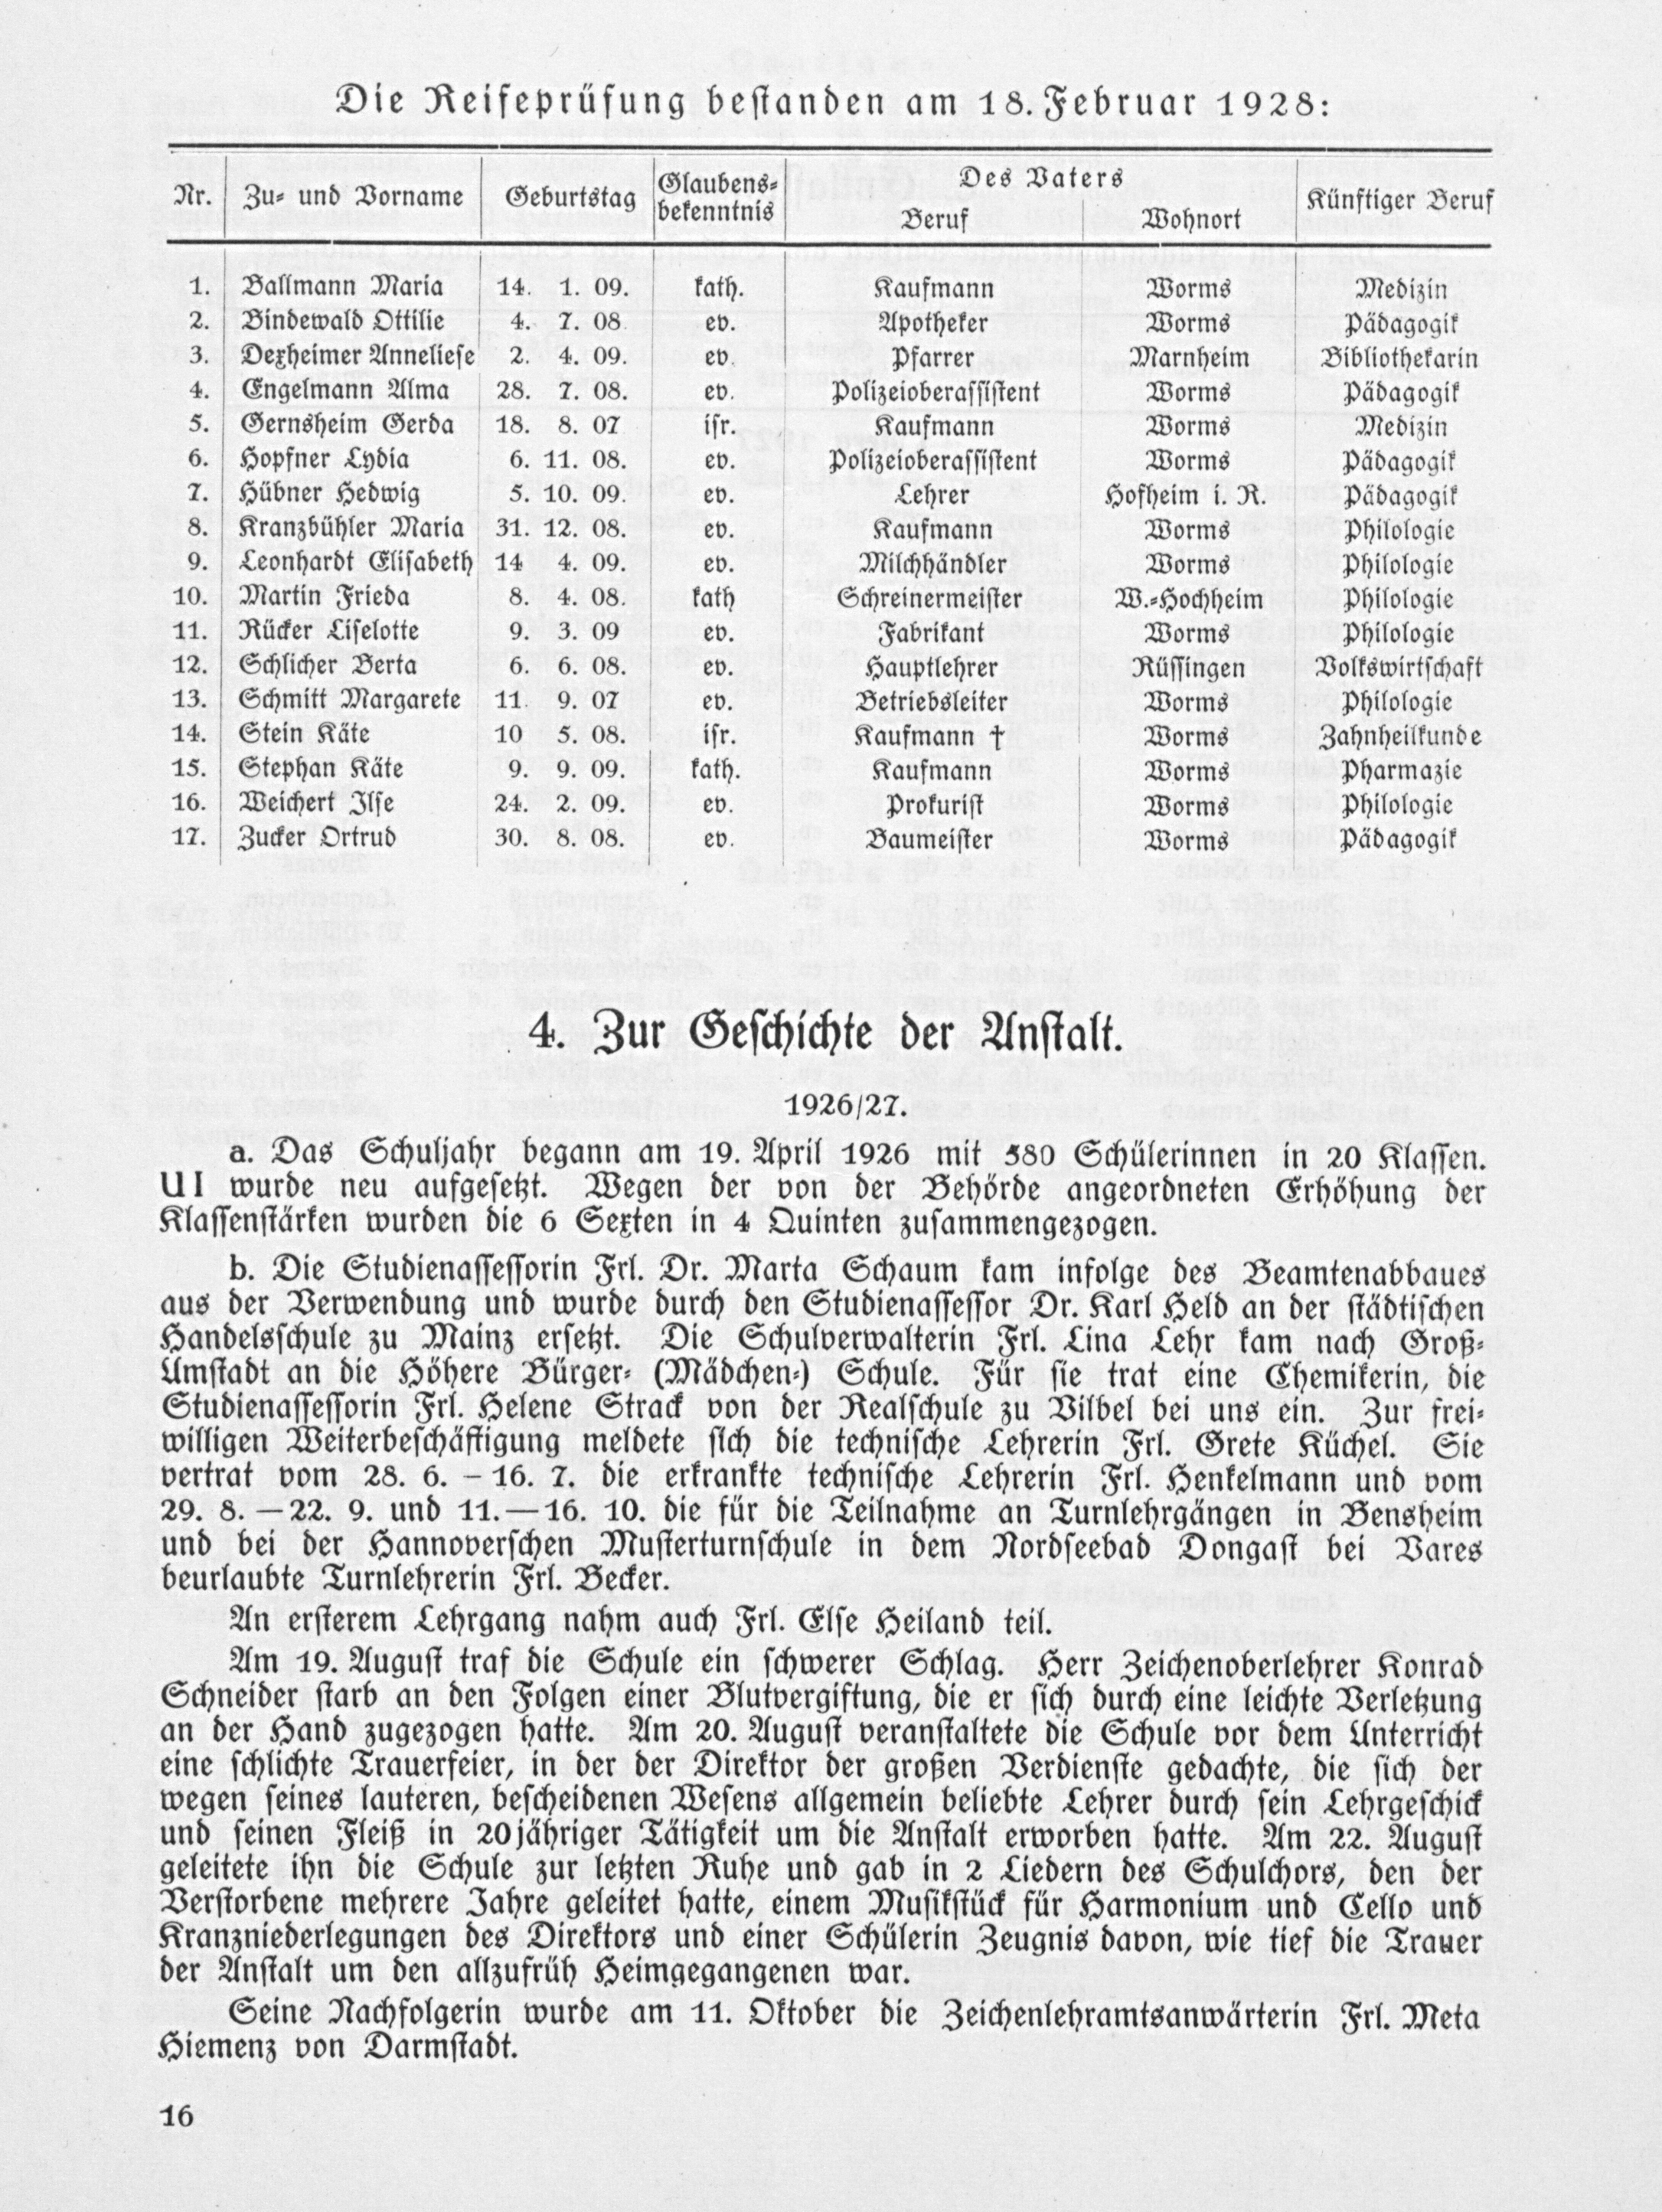 Die Reifeprüfung bestanden am 18. Februar 1928:
Nr. Zu- und Vorname Geburtstag Glaubens-bekenntnis Des Vaters Beruf Wohnort Künftiger Beruf
1. Ballmann Maria 14. 1. 09. kath. Kaufmann Worms Medizin
2. Bindewald Ottilie 4. 7. 08 ev. Apotheker Worms Pädagogik
3. Dexheimer Anneliese 2. 4. 09. ev. Pfarrer Marnheim Bibliothekarin
4. Engelmann Alma 28. 7. 08. ev. Polizeioberassistent Worms Pädagogik
5. Gernsheim Gerda 18. 8. 07 isr. Kaufmann Worms Medizin
6. Hopfner Lydia 6. 11. 08. ev. Polizeioberassistent Worms Pädagogik
7. Hübner Hedwig 5. 10. 09. ev. Lehrer Hofheim i. R. Pädagogik
8. Kranzbühler Maria 31. 12. 08. ev. Kaufmann Worms Philologie
9. Leonhardt Elisabeth 14 4. 09. ev. Milchhändler Worms Philologie
10. Martin Frieda 8. 4. 08. kath Schreinermeister W.-Hochheim Philologie
11. Rücker Liselotte 9. 3. 09 ev. Fabrikant Worms Philologie
12. Schlicher Berta 6. 6. 08. ev. Hauptlehrer Rüssingen Volkswirtschaft
13. Schmitt Margarete 11. 9. 07 ev. Betriebsleiter Worms Philologie
14. Stein Käte 10 5. 08. isr. Kaufmann † Worms Zahnheilkunde
15. Stephan Käte 9. 9. 09. kath. Kaufmann Worms Pharmazie
16. Weichert Ilse 24. 2. 09. ev. Prokurist Worms Philologie
17. Zucker Ortrud 30. 8. 08. ev. Baumeister Worms Pädagogik
4. Zur Geschichte der Anstalt.
1926/27.
a. Das Schuljahr begann am 19. April 1926 mit 580 Schülerinnen in 20 Klassen.
UI wurde neu aufgesetzt. Wegen der von der Behörde angeordneten Erhöhung der
Klassenstärken wurden die 6 Sexten in 4 Quinten zusammengezogen.
b. Die Studienassessorin Frl. Dr. Marta Schaum kam infolge des Beamtenabbaues
aus der Verwendung und wurde durch den Studienassessor Dr. Karl Held an der städtischen
Handelsschule zu Mainz ersetzt. Die Schulverwalterin Frl. Lina Lehr kam nach Groß-
Umstadt an die Höhere Bürger- (Mädchen-) Schule. Für sie trat eine Chemikerin, die
Studienassessorin Frl. Helene Strack von der Realschule zu Vilbel bei uns ein. Zur frei-
willigen Weiterbeschäftigung meldete sich die technische Lehrerin Frl. Grete Küchel. Sie
vertrat vom 28. 6. – 16. 7. die erkrankte technische Lehrerin Frl. Henkelmann und vom
29. 8. — 22. 9. und 11. — 16. 10. die für die Teilnahme an Turnlehrgängen in Bensheim
und bei der Hannoverschen Musterturnschule in dem Nordseebad Dongast bei Vares
beurlaubte Turnlehrerin Frl. Becker.
An ersterem Lehrgang nahm auch Frl. Else Heiland teil.
Am 19. August traf die Schule ein schwerer Schlag. Herr Zeichenoberlehrer Konrad
Schneider starb an den Folgen einer Blutvergiftung, die er sich durch eine leichte Verletzung
an der Hand zugezogen hatte. Am 20. August veranstaltete die Schule vor dem Unterricht
eine schlichte Trauerfeier, in der der Direktor der großen Verdienste gedachte, die sich der
wegen seines lauteren, bescheidenen Wesens allgemein beliebte Lehrer durch sein Lehrgeschick
und seinen Fleiß in 20jähriger Tätigkeit um die Anstalt erworben hatte. Am 22. August
geleitete ihn die Schule zur letzten Ruhe und gab in 2 Liedern des Schulchors, den der
Verstorbene mehrere Jahre geleitet hatte, einem Musikstück für Harmonium und Cello und
Kranzniederlegungen des Direktors und einer Schülerin Zeugnis davon, wie tief die Trauer
der Anstalt um den allzufrüh Heimgegangenen war.
Seine Nachfolgerin wurde am 11. Oktober die Zeichenlehramtsanwärterin Frl. Meta
Hiemenz von Darmstadt.
16